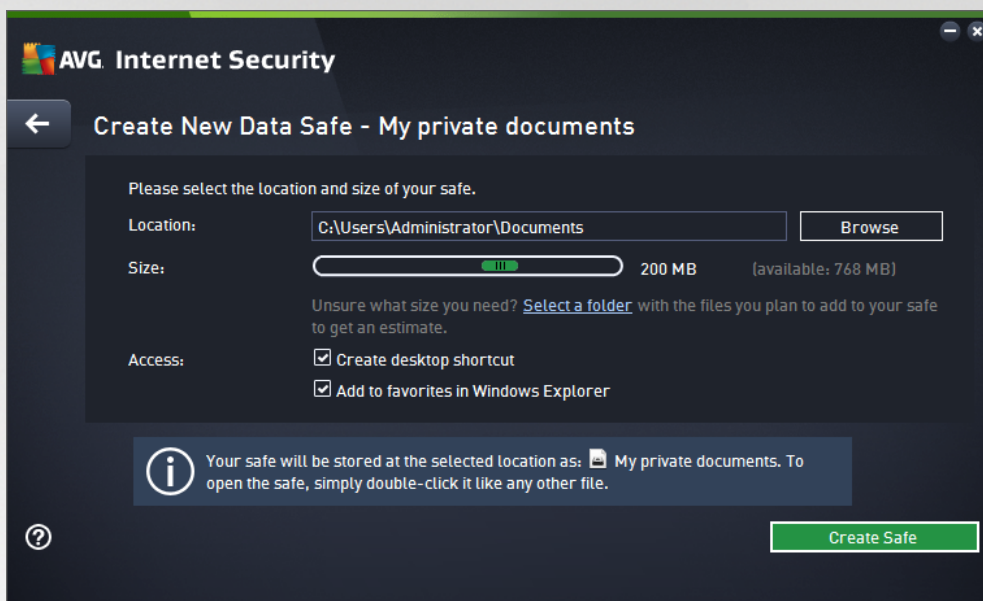 AVG. Internet Security
Create New Data Safe - My private documents
Please select the location and size of your safe.
Location: C:\Users\Administrator\Documents Browse
Size: 200 MB (available: 768 MB)
Unsure what size you need? Select a folder with the files you plan to add to your safe
to get an estimate.
Access: Create desktop shortcut
Add to favorites in Windows Explorer
Your safe will be stored at the selected location as: My private documents. To
open the safe, simply double-click it like any other file.
Create Safe